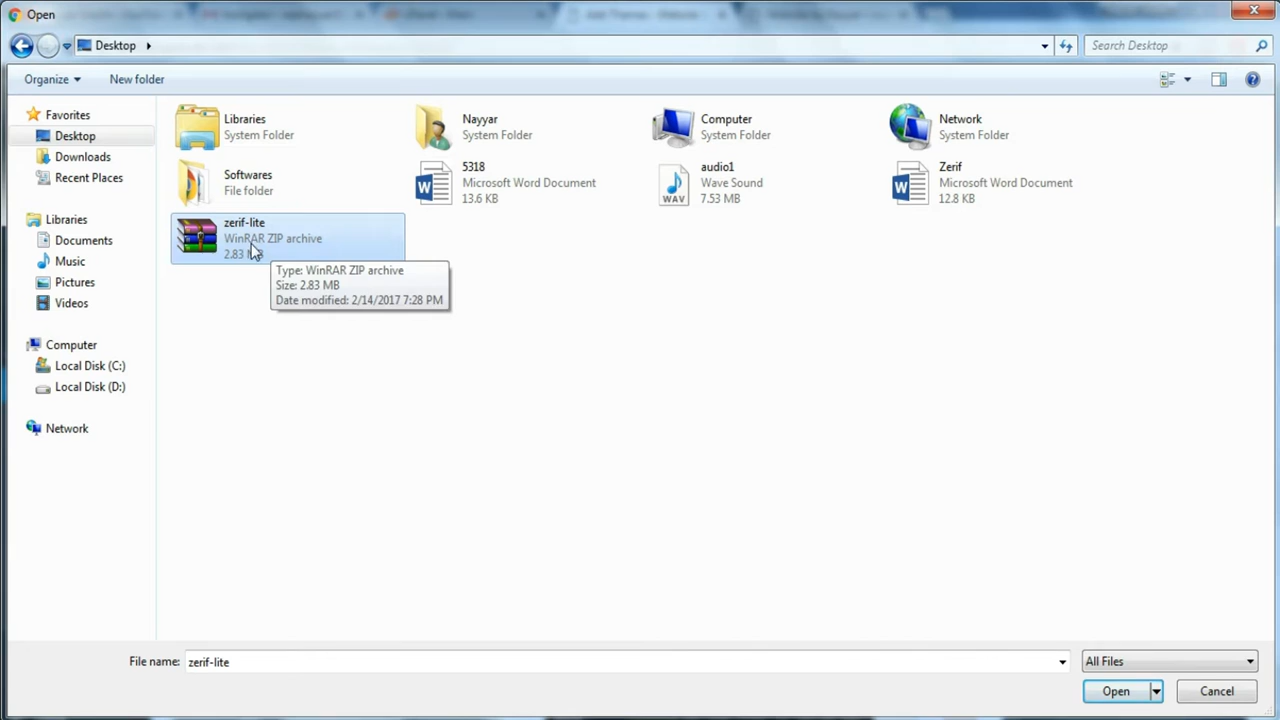 Open
Desktop
Search Desktop
Organize
New folder
Favorites
Desktop
Downloads
Recent Places
Libraries
Documents
Music
Pictures
Videos
Computer
Local Disk (C:)
Local Disk (D:)
Network
Libraries
System Folder
Nayyar
System Folder
Computer
System Folder
Network
System Folder
Softwares
File folder
5318
Microsoft Word Document
13.6 KB
audio1
Wave Sound
7.53 MB
WAV
Zerif
Microsoft Word Document
12.8 KB
zerif-lite
WinRAR ZIP archive
2.83 MB
Type: WinRAR ZIP archive
Size: 2.83 MB
Date modified: 2/14/2017 7:28 PM
File name:
zerif-lite
All Files
Open
Cancel